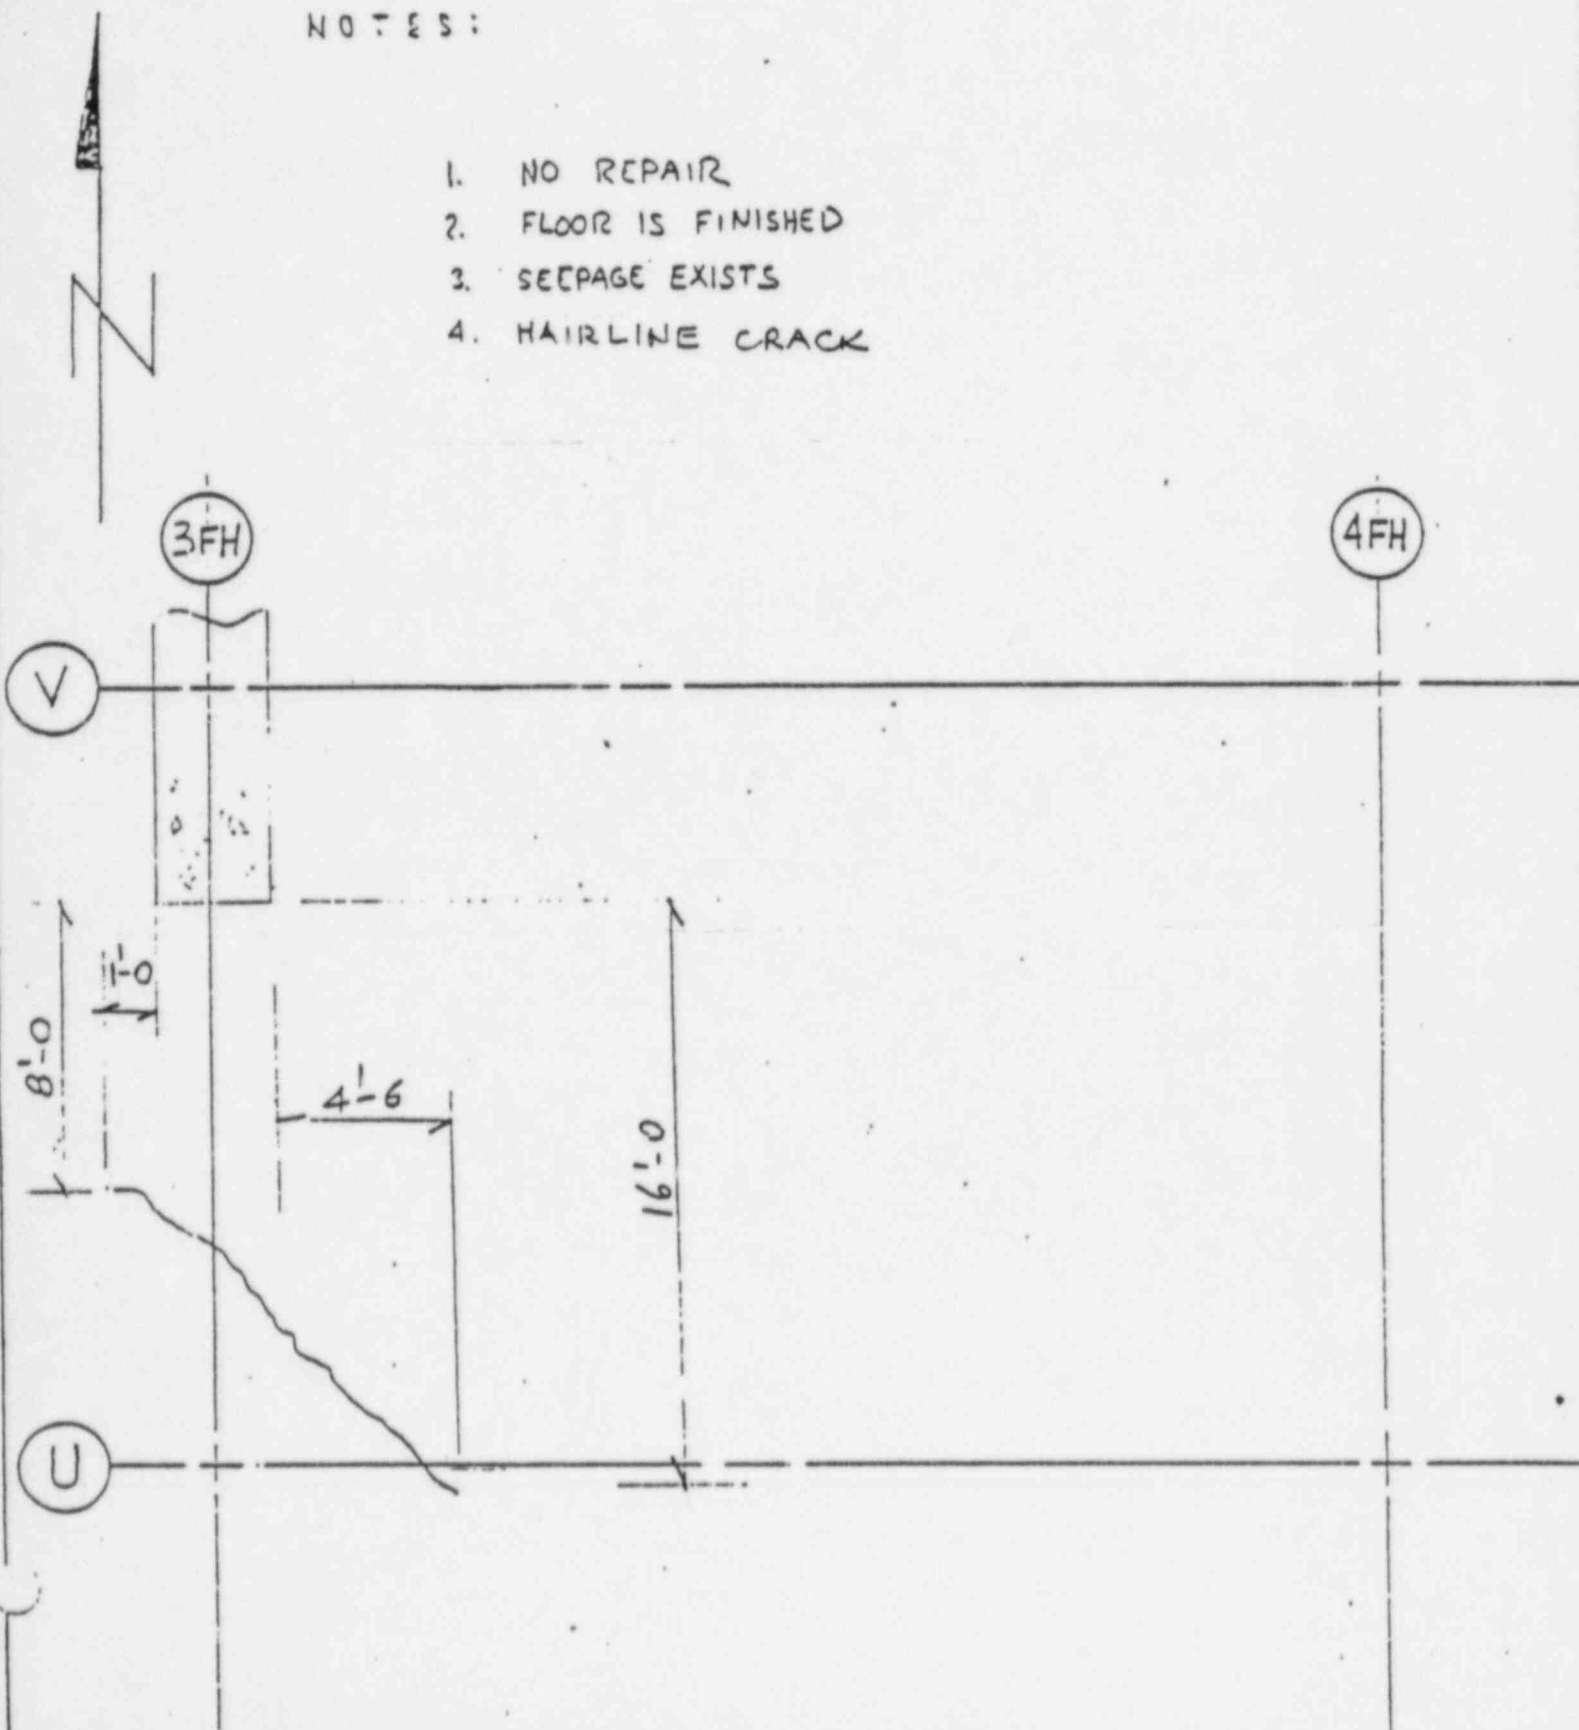 NOTES:
1. NO REPAIR
2. FLOOR IS FINISHED
3. SEEPAGE EXISTS
4. HAIRLINE CRACK
N
3FH
4FH
V
1'-0
8'-0
4'-6
16'-0
U